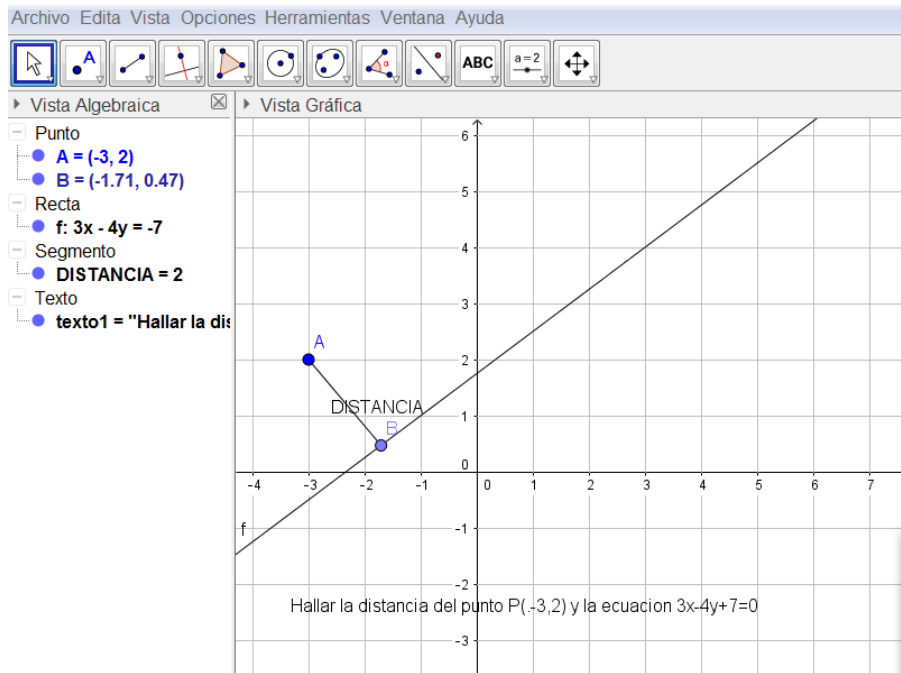 Archivo Edita Vista Opciones Herramientas Ventana Ayuda
A
α
ABC
a=2
Vista Algebraica
Vista Gráfica
Punto
A = (-3, 2)
B = (-1.71, 0.47)
Recta
f: 3x - 4y = -7
Segmento
DISTANCIA = 2
Texto
texto1 = "Hallar la dis
6
5
4
3
A
2
DISTANCIA
1
B
0
-4 -3 -2 -1 0 1 2 3 4 5 6 7
f
-1
-2
Hallar la distancia del punto P(.-3,2) y la ecuacion 3x-4y+7=0
-3